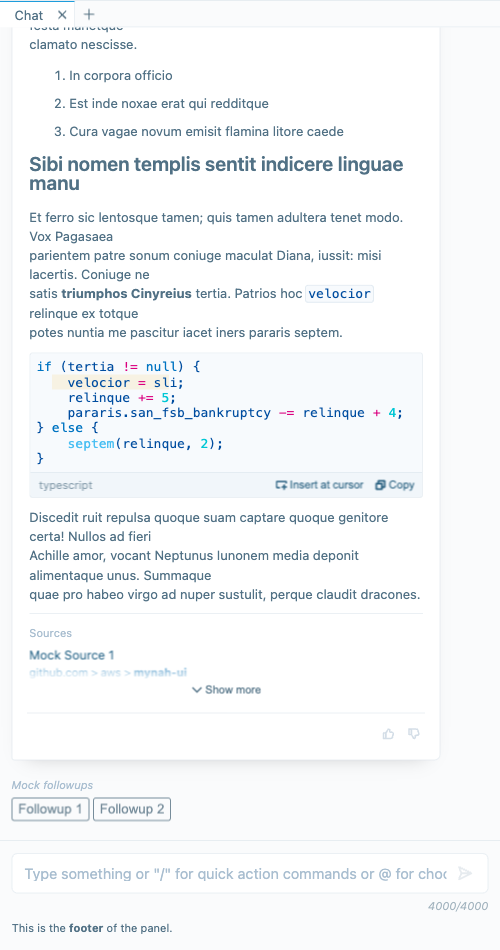 Chat
clamato nescisse.
1. In corpora officio
2. Est inde noxae erat qui redditque
3. Cura vagae novum emisit flamina litore caede
Sibi nomen templis sentit indicere linguae
manu
Et ferro sic lentosque tamen; quis tamen adultera tenet modo.
Vox Pagasaea
parientem patre sonum coniuge maculat Diana, iussit: misi
lacertis. Coniuge ne
satis triumphos Cinyreius tertia. Patrios hoc velocior
relinque ex totque
potes nuntia me pascitur iacet iners pararis septem.
if (tertia != null) {
    velocior = sli;
    relinque += 5;
    pararis.san_fsb_bankruptcy -= relinque + 4;
} else {
    septem(relinque, 2);
}
typescript Insert at cursor Copy
Discedit ruit repulsa quoque suam captare quoque genitore
certa! Nullos ad fieri
Achille amor, vocant Neptunus lunonem media deponit
alimentaque unus. Summaque
quae pro habeo virgo ad nuper sustulit, perque claudit dracones.
Sources
Mock Source 1
github.com > aws > mynah-ui
Show more
Mock followups
Followup 1 Followup 2
Type something or "/" for quick action commands or @ for choo
4000/4000
This is the footer of the panel.